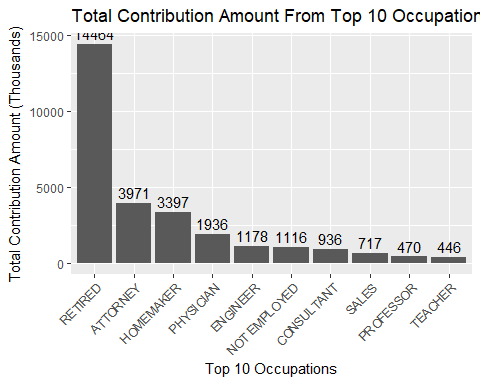 Total Contribution Amount From Top 10 Occupation
Total Contribution Amount (Thousands)
15000
10000
5000
0
14464
3971
3397
1936
1178
1116
936
717
470
446
RETIRED
ATTORNEY
HOMEMAKER
PHYSICIAN
ENGINEER
NOT EMPLOYED
CONSULTANT
SALES
PROFESSOR
TEACHER
Top 10 Occupations